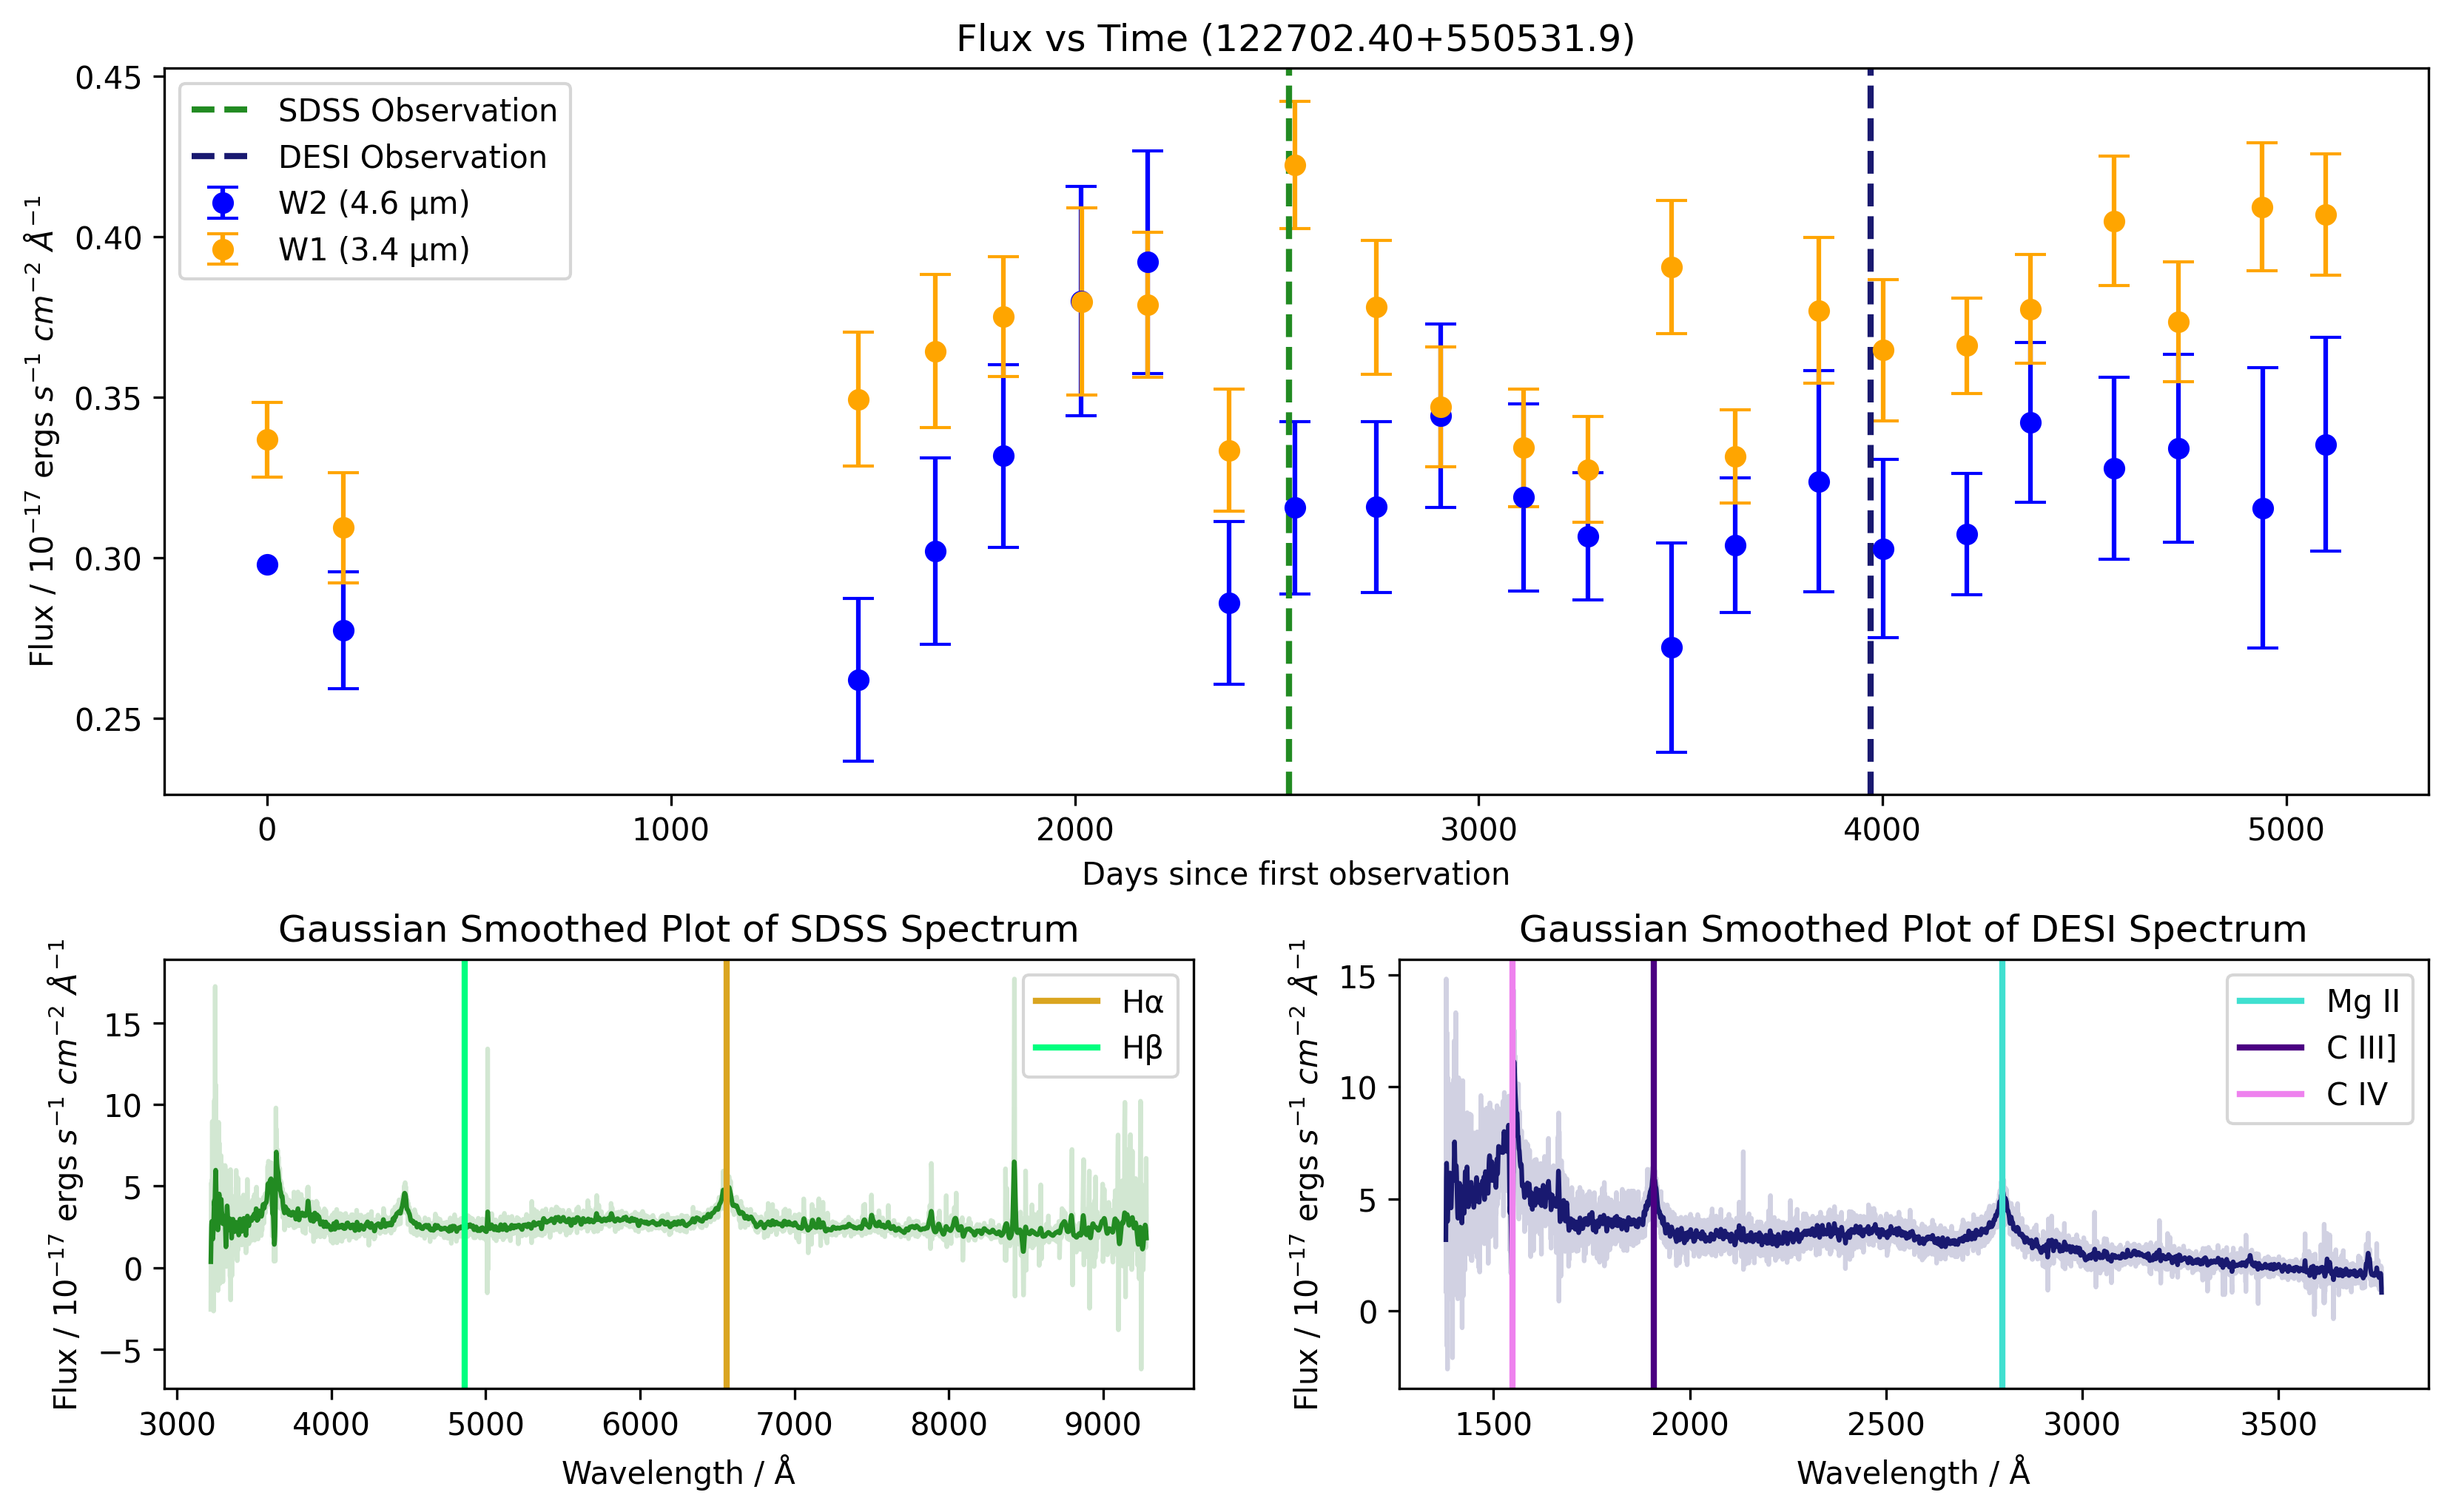 Flux vs Time (122702.40+550531.9)
Flux / 10⁻¹⁷ ergs s⁻¹ cm⁻² Å⁻¹
0.45
0.40
0.35
0.30
0.25
SDSS Observation
DESI Observation
W2 (4.6 μm)
W1 (3.4 μm)
0 1000 2000 3000 4000 5000
Days since first observation
Gaussian Smoothed Plot of SDSS Spectrum
Flux / 10⁻¹⁷ ergs s⁻¹ cm⁻² Å⁻¹
15
10
5
0
−5
Hα
Hβ
3000 4000 5000 6000 7000 8000 9000
Wavelength / Å
Gaussian Smoothed Plot of DESI Spectrum
Flux / 10⁻¹⁷ ergs s⁻¹ cm⁻² Å⁻¹
15
10
5
0
Mg II
C III]
C IV
1500 2000 2500 3000 3500
Wavelength / Å